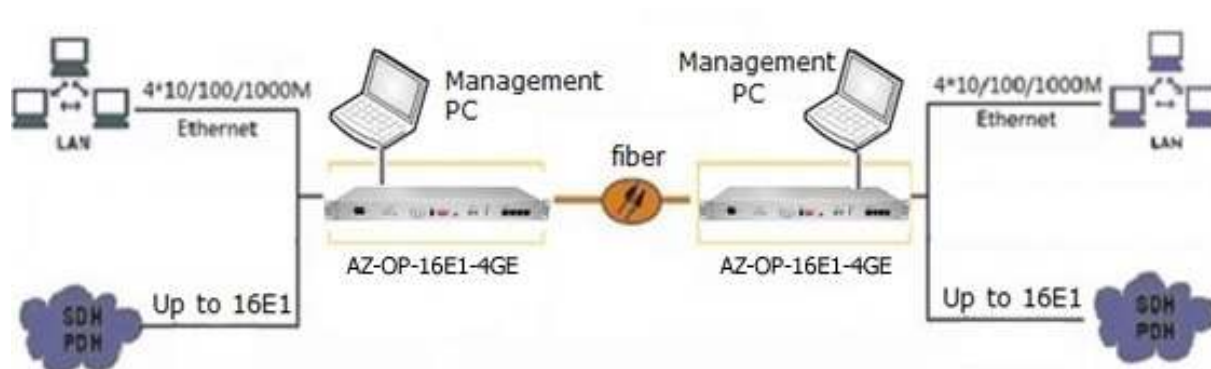 4*10/100/1000M
Ethernet
LAN
Management
PC
Management
PC
4*10/100/1000M
Ethernet
LAN
fiber
AZ-OP-16E1-4GE
AZ-OP-16E1-4GE
Up to 16E1
SDH
PDH
Up to 16E1
SDH
PDH